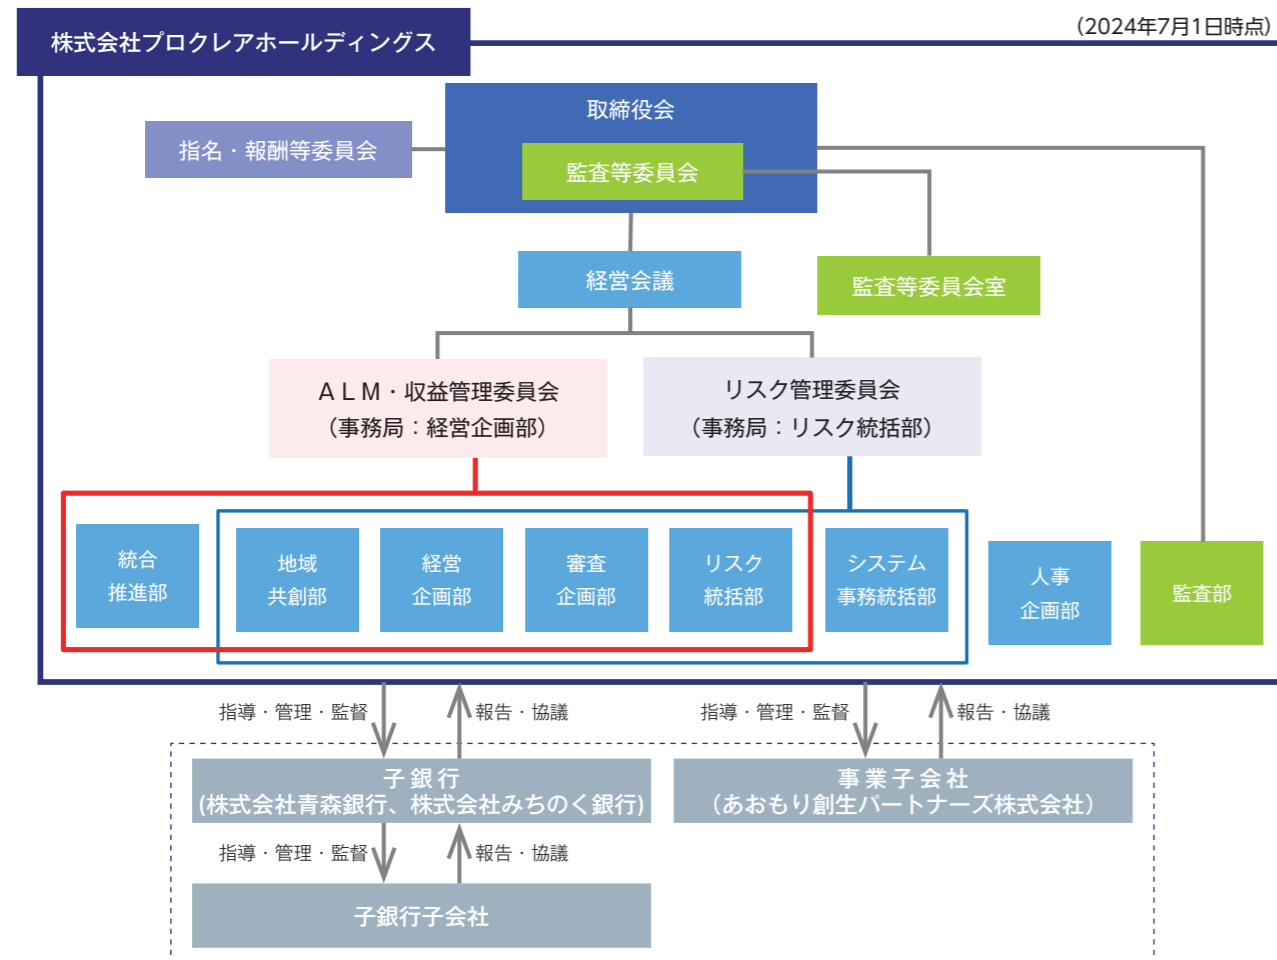 株式会社プロクレアホールディングス
（2024年7月1日時点）
取締役会
指名・報酬等委員会
監査等委員会
経営会議
監査等委員会室
ＡＬＭ・収益管理委員会
（事務局：経営企画部）
リスク管理委員会
（事務局：リスク統括部）
統合
推進部
地域
共創部
経営
企画部
審査
企画部
リスク
統括部
システム
事務統括部
人事
企画部
監査部
指導・管理・監督
報告・協議
指導・管理・監督
報告・協議
子銀行
(株式会社青森銀行、株式会社みちのく銀行)
事業子会社
（あおもり創生パートナーズ株式会社）
指導・管理・監督
報告・協議
子銀行子会社